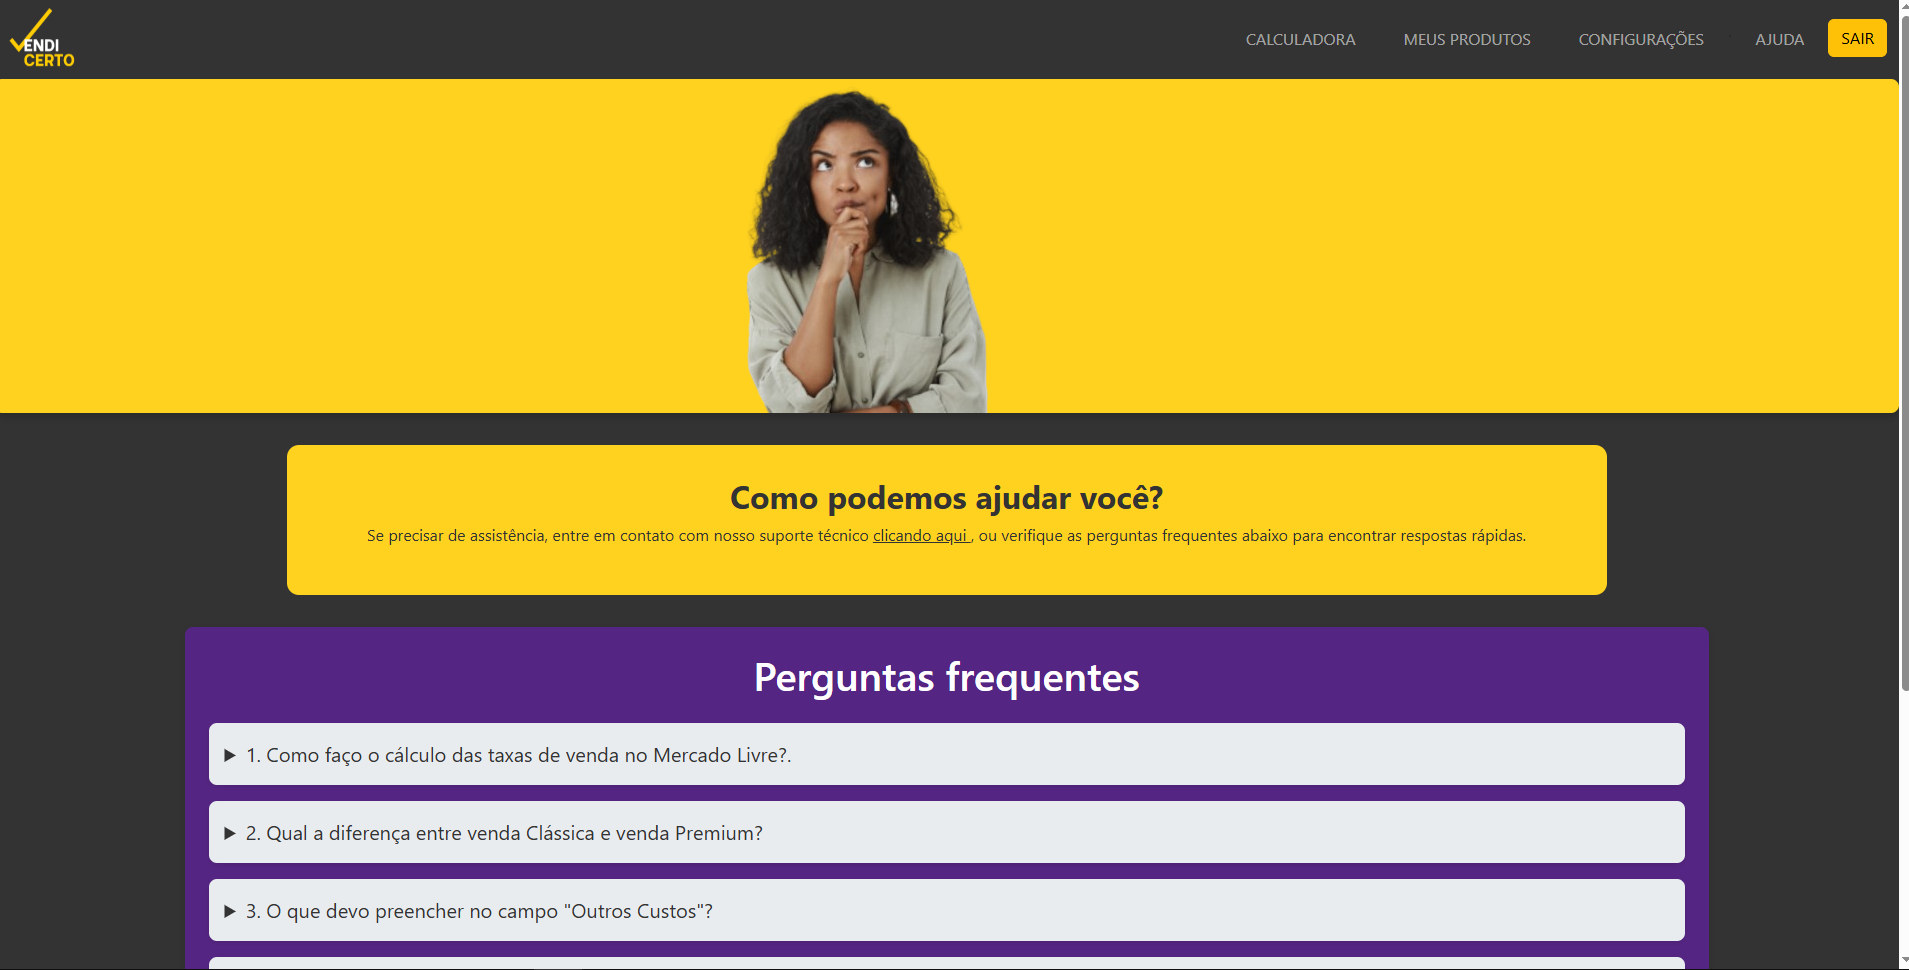 VENDI
CERTO
CALCULADORA MEUS PRODUTOS CONFIGURAÇÕES AJUDA SAIR
Como podemos ajudar você?
Se precisar de assistência, entre em contato com nosso suporte técnico clicando aqui , ou verifique as perguntas frequentes abaixo para encontrar respostas rápidas.
Perguntas frequentes
1. Como faço o cálculo das taxas de venda no Mercado Livre?.
2. Qual a diferença entre venda Clássica e venda Premium?
3. O que devo preencher no campo "Outros Custos"?